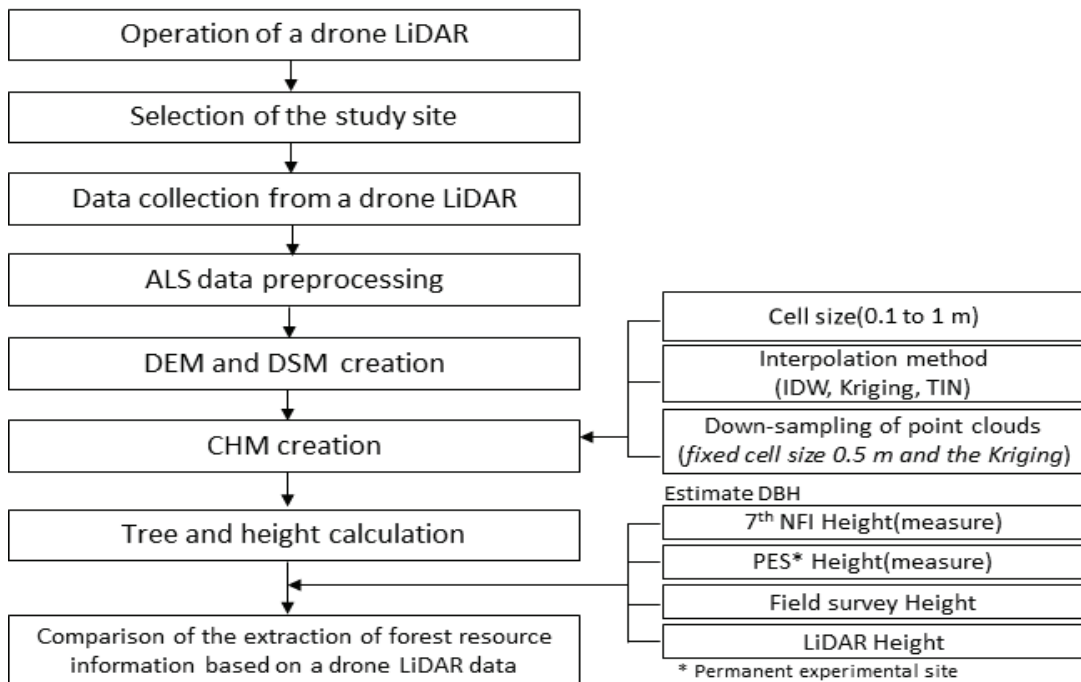 Operation of a drone LiDAR
Selection of the study site
Data collection from a drone LiDAR
ALS data preprocessing
DEM and DSM creation
CHM creation
Tree and height calculation
Comparison of the extraction of forest resource
information based on a drone LiDAR data
Cell size(0.1 to 1 m)
Interpolation method
(IDW, Kriging, TIN)
Down-sampling of point clouds
(fixed cell size 0.5 m and the Kriging)
Estimate DBH
7th NFI Height(measure)
PES* Height(measure)
Field survey Height
LiDAR Height
* Permanent experimental site